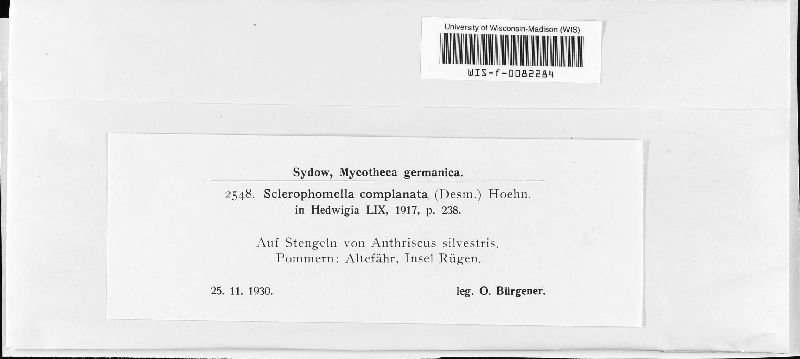 University of Wisconsin-Madison (WIS)
WIS-f-0082284
Sydow, Mycotheca germanica.
2548. Sclerophomella complanata (Desm.) Hoehn.
in Hedwigia LIX, 1917, p. 238.
Auf Stengeln von Anthriscus silvestris.
Pommern: Altefähr, Insel Rügen.
25. 11. 1930. leg. O. Bürgener.